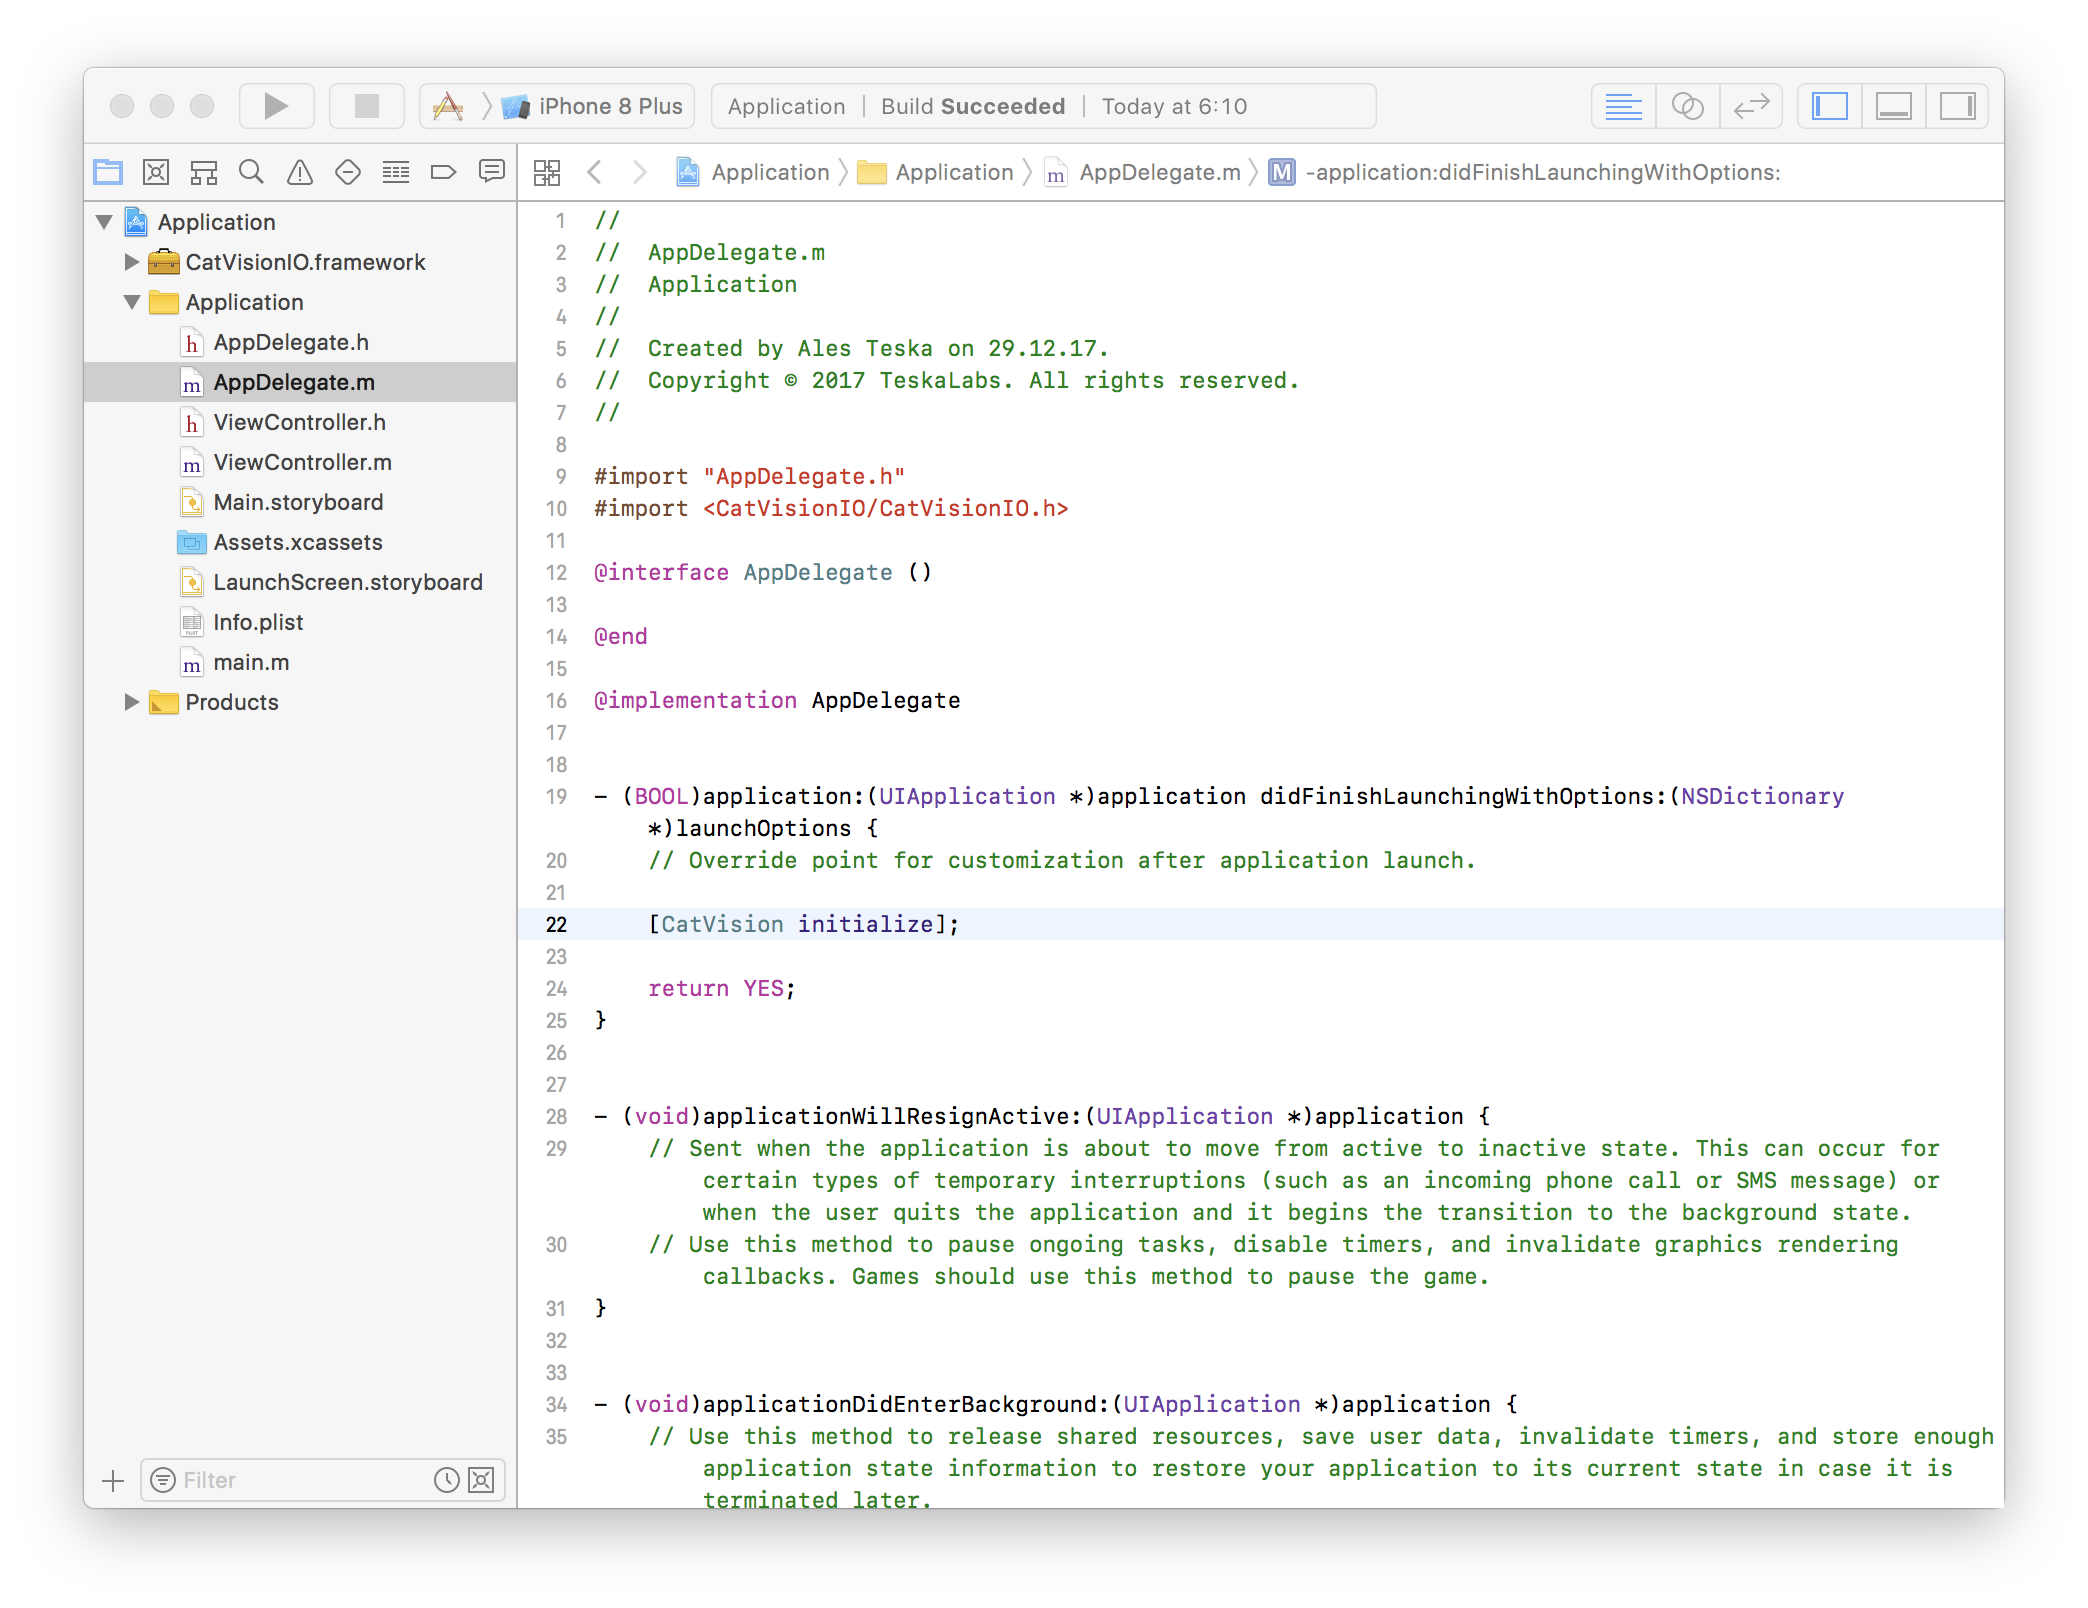 iPhone 8 Plus
Application | Build Succeeded | Today at 6:10
Application
Application
m AppDelegate.m
M -application:didFinishLaunchingWithOptions:
Application
CatVisionIO.framework
Application
h AppDelegate.h
m AppDelegate.m
h ViewController.h
m ViewController.m
Main.storyboard
Assets.xcassets
LaunchScreen.storyboard
PLIST Info.plist
m main.m
Products
Filter
1 //
2 //  AppDelegate.m
3 //  Application
4 //
5 //  Created by Ales Teska on 29.12.17.
6 //  Copyright © 2017 TeskaLabs. All rights reserved.
7 //
8
9 #import "AppDelegate.h"
10 #import <CatVisionIO/CatVisionIO.h>
11
12 @interface AppDelegate ()
13
14 @end
15
16 @implementation AppDelegate
17
18
19 - (BOOL)application:(UIApplication *)application didFinishLaunchingWithOptions:(NSDictionary
*)launchOptions {
20 // Override point for customization after application launch.
21
22 [CatVision initialize];
23
24 return YES;
25 }
26
27
28 - (void)applicationWillResignActive:(UIApplication *)application {
29 // Sent when the application is about to move from active to inactive state. This can occur for
certain types of temporary interruptions (such as an incoming phone call or SMS message) or
when the user quits the application and it begins the transition to the background state.
30 // Use this method to pause ongoing tasks, disable timers, and invalidate graphics rendering
callbacks. Games should use this method to pause the game.
31 }
32
33
34 - (void)applicationDidEnterBackground:(UIApplication *)application {
35 // Use this method to release shared resources, save user data, invalidate timers, and store enough
application state information to restore your application to its current state in case it is
terminated later.